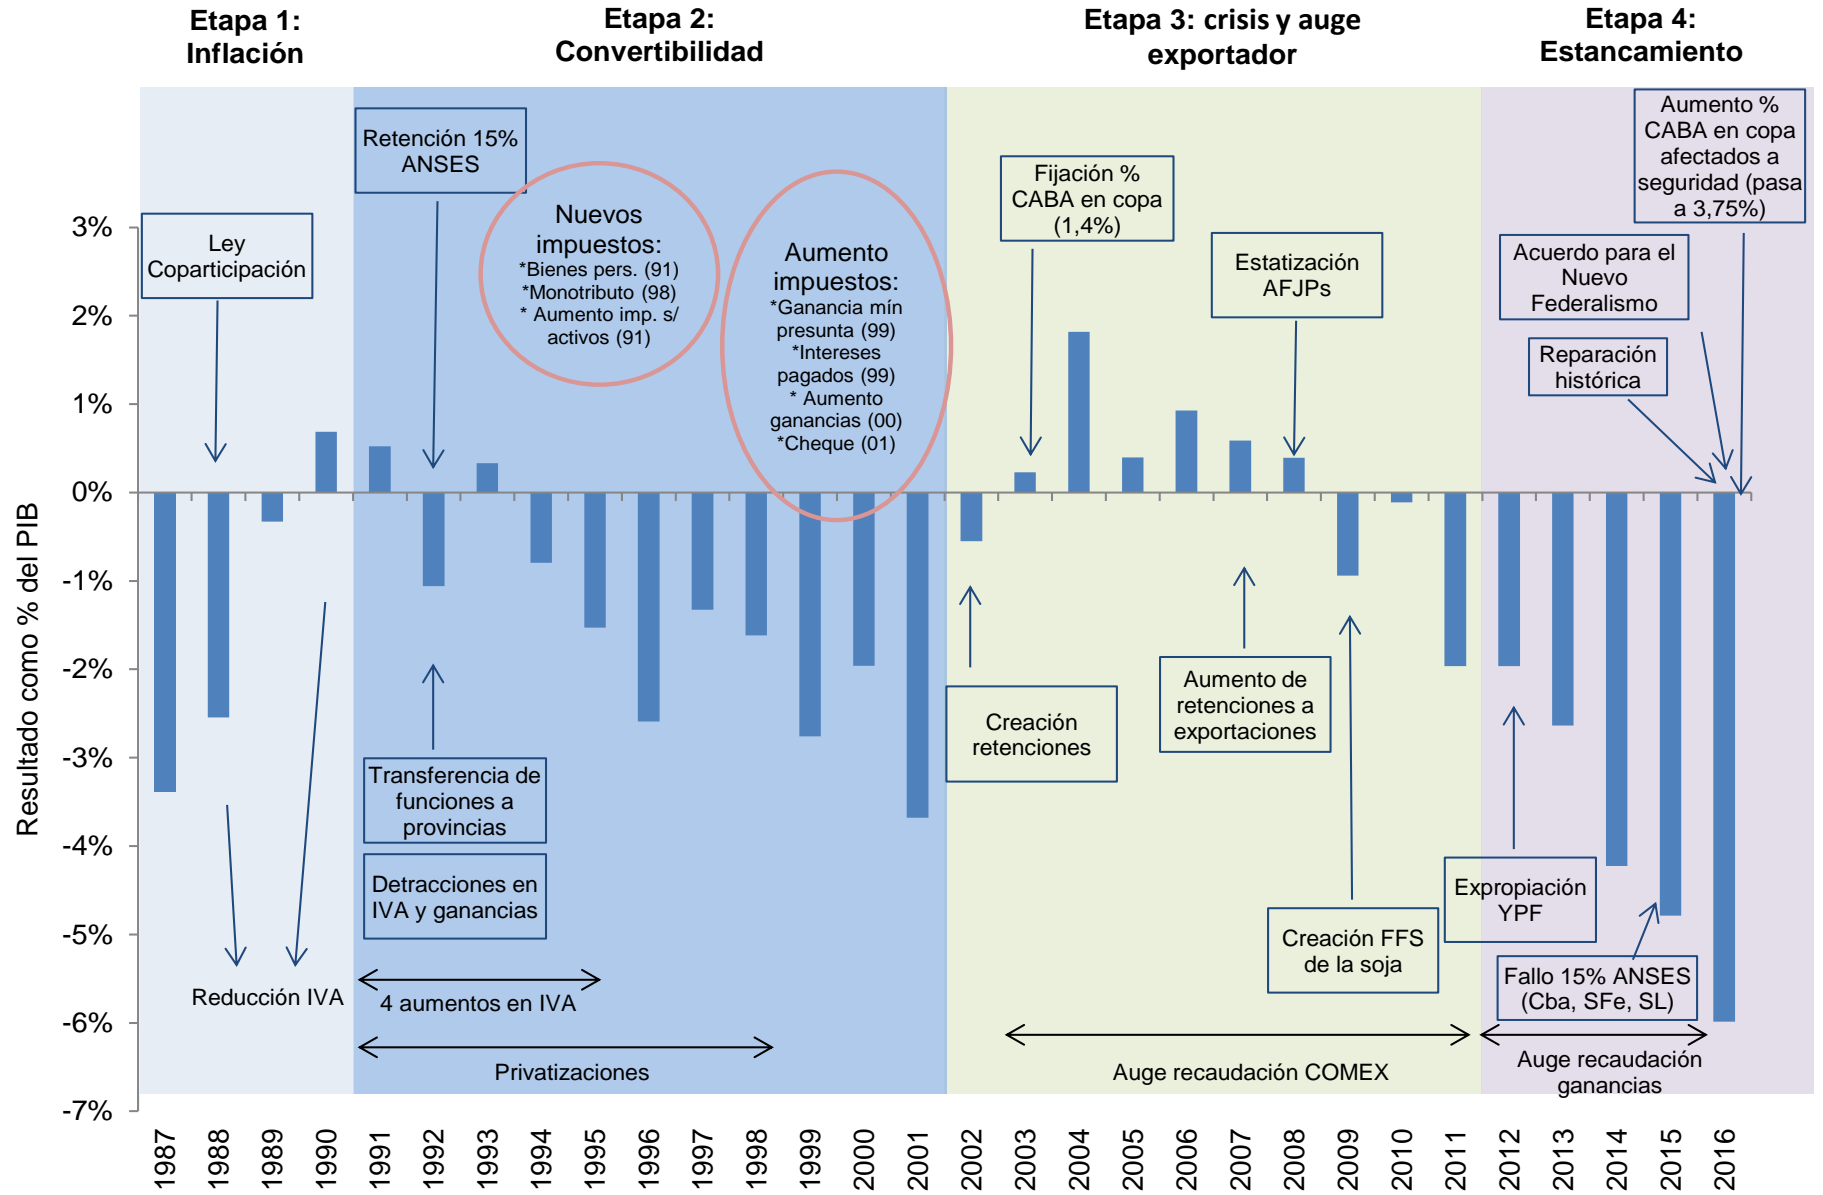 Etapa 1:
Inflación
Etapa 2:
Convertibilidad
Etapa 3: crisis y auge
exportador
Etapa 4:
Estancamiento
Resultado como % del PIB
3%
2%
1%
0%
-1%
-2%
-3%
-4%
-5%
-6%
-7%
Ley
Coparticipación
Reducción IVA
Retención 15%
ANSES
Nuevos
impuestos:
*Bienes pers. (91)
*Monotributo (98)
* Aumento imp. s/
activos (91)
Aumento
impuestos:
*Ganancia mín
presunta (99)
*Intereses
pagados (99)
* Aumento
ganancias (00)
*Cheque (01)
Transferencia de
funciones a
provincias
Detracciones en
IVA y ganancias
4 aumentos en IVA
Privatizaciones
Fijación %
CABA en copa
(1,4%)
Estatización
AFJPs
Creación
retenciones
Aumento de
retenciones a
exportaciones
Creación FFS
de la soja
Auge recaudación COMEX
Aumento %
CABA en copa
afectados a
seguridad (pasa
a 3,75%)
Acuerdo para el
Nuevo
Federalismo
Reparación
histórica
Expropiación
YPF
Fallo 15% ANSES
(Cba, SFe, SL)
Auge recaudación
ganancias
1987
1988
1989
1990
1991
1992
1993
1994
1995
1996
1997
1998
1999
2000
2001
2002
2003
2004
2005
2006
2007
2008
2009
2010
2011
2012
2013
2014
2015
2016